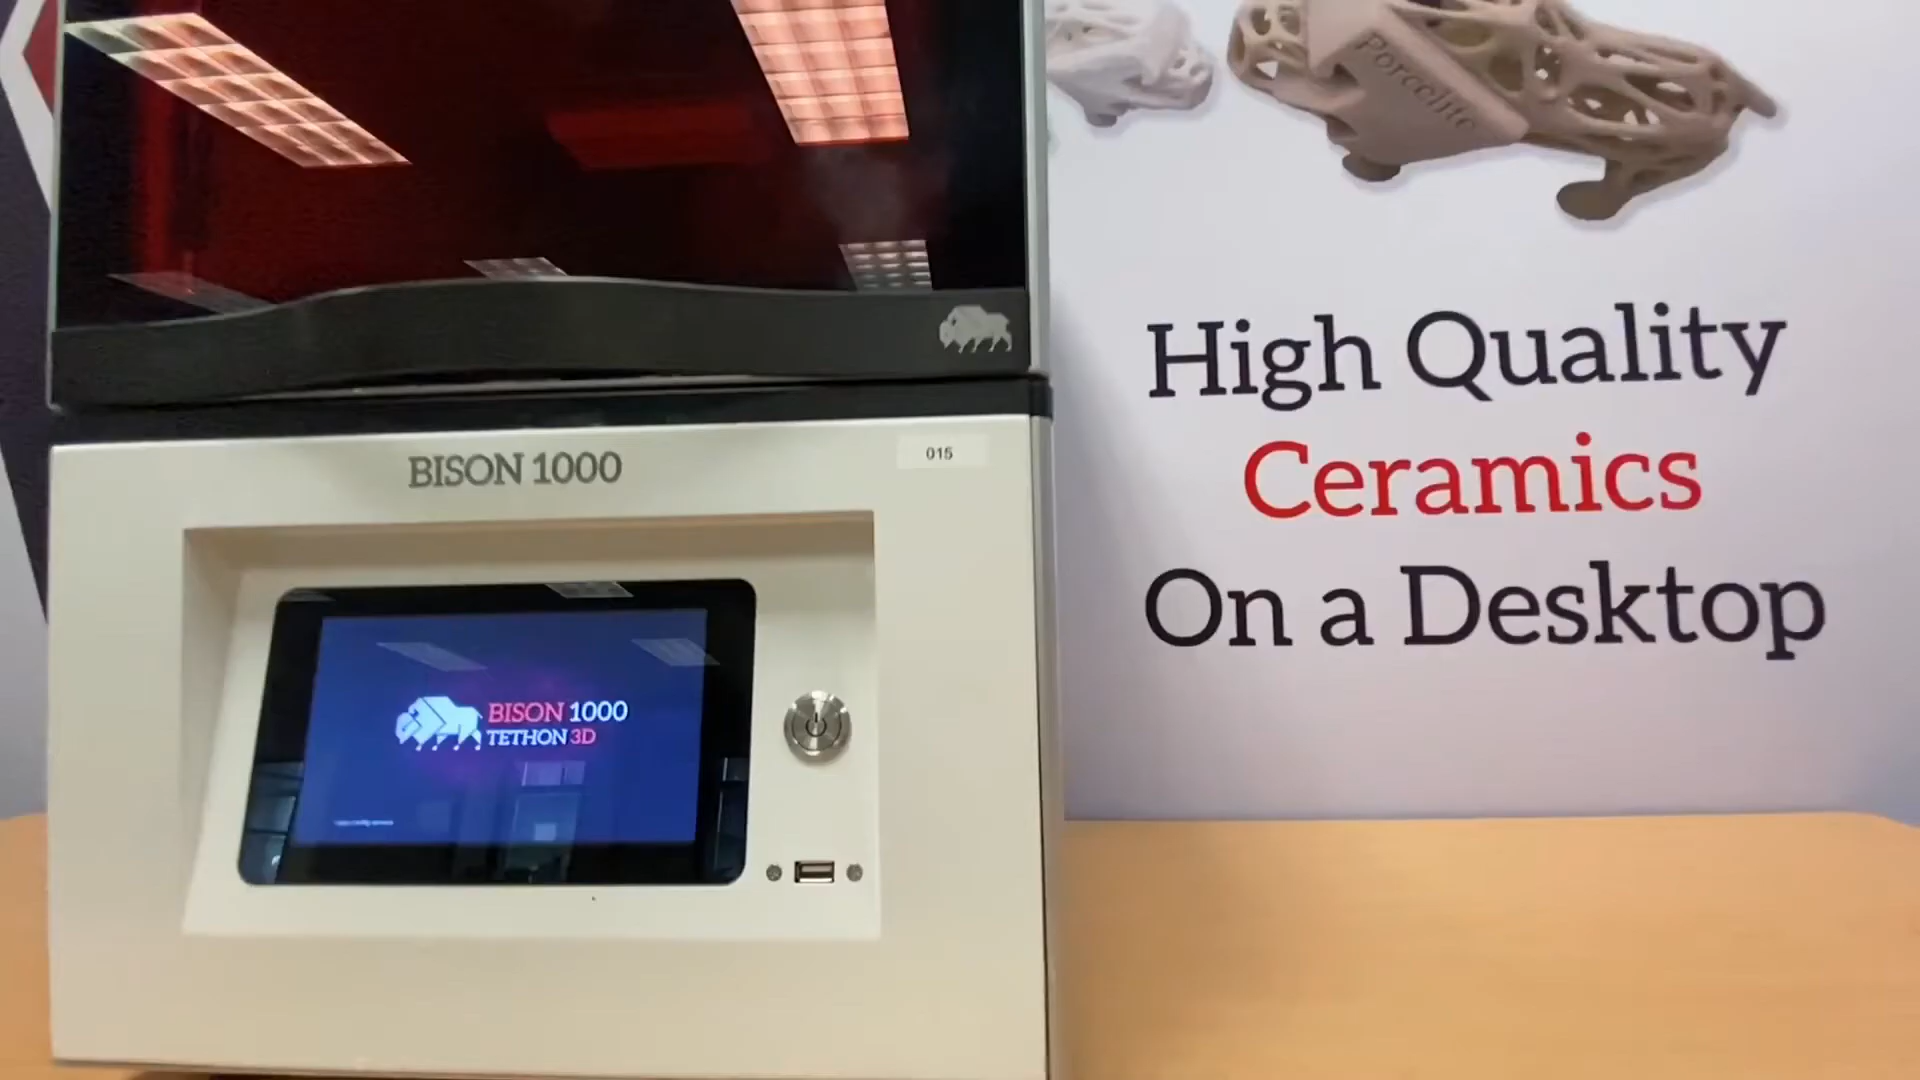 Porcelite
High Quality
Ceramics
On a Desktop
BISON 1000
015
BISON 1000
TETHON 3D